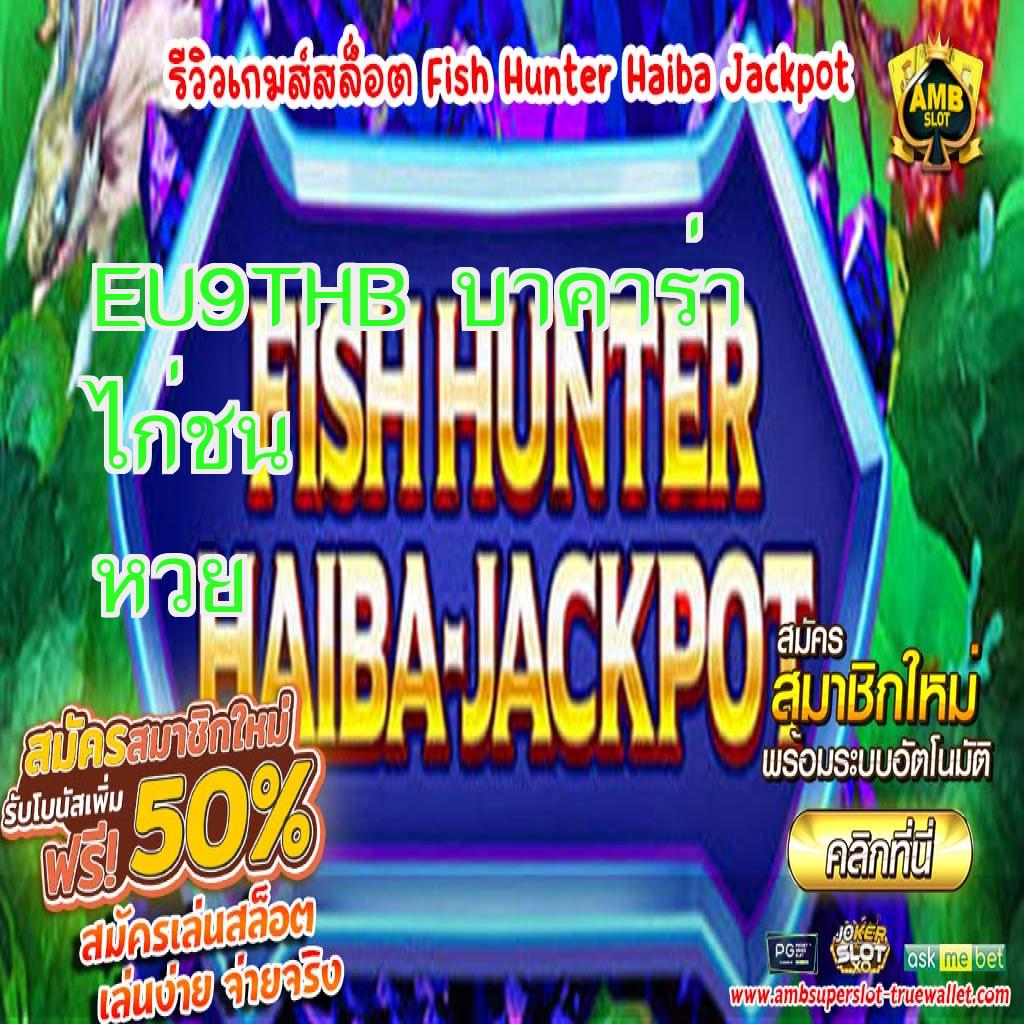 รีวิวเกมส์สล็อต Fish Hunter Haiba Jackpot
AMB
SLOT
EU9THB บาคาร่า
FISH HUNTER
ไก่ชน
หวย
HAIBA-JACKPOT
สมัคร
สมาชิกใหม่
พร้อมระบบอัตโนมัติ
คลิกที่นี่
สมัครสมาชิกใหม่
รับโบนัสเพิ่ม
ฟรี! 50%
สมัครเล่นสล็อต
เล่นง่าย จ่ายจริง
PG
JOKER
SLOT
XO
ask me bet
www.ambsuperslot-truewallet.com